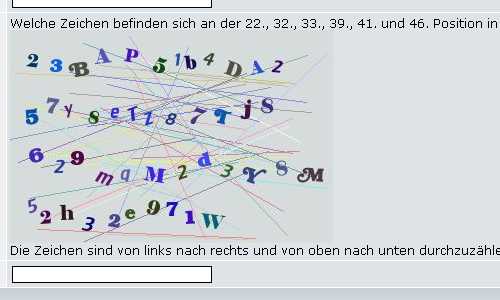 Welche Zeichen befinden sich an der 22., 32., 33., 39., 41. und 46. Position in
2 3 B A P 5 1 b 4 D A 2
5 7 y 8 e T Z 8 7 T j S
6 2 9 m q M 2 d 3 Y 8 M
5 2 h 3 2 e 9 7 1 W
Die Zeichen sind von links nach rechts und von oben nach unten durchzuzähle